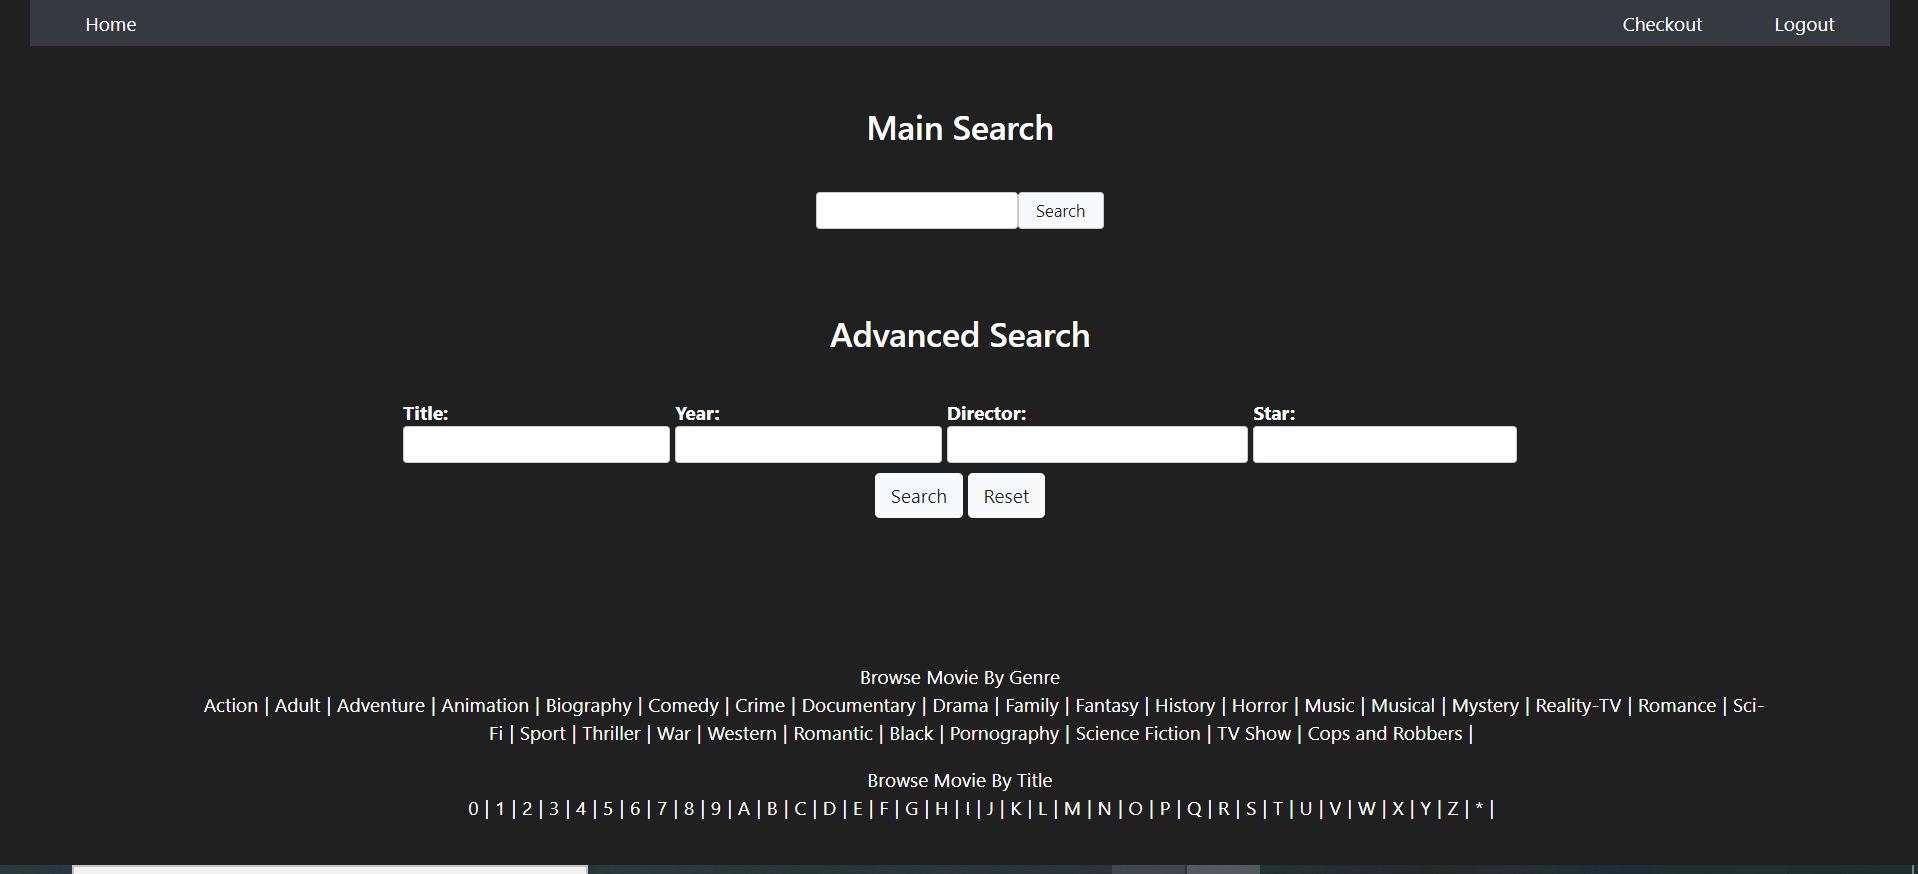 Home Checkout Logout
Main Search
Search
Advanced Search
Title: Year: Director: Star:
Search Reset
Browse Movie By Genre
Action | Adult | Adventure | Animation | Biography | Comedy | Crime | Documentary | Drama | Family | Fantasy | History | Horror | Music | Musical | Mystery | Reality-TV | Romance | Sci-
Fi | Sport | Thriller | War | Western | Romantic | Black | Pornography | Science Fiction | TV Show | Cops and Robbers |
Browse Movie By Title
0 | 1 | 2 | 3 | 4 | 5 | 6 | 7 | 8 | 9 | A | B | C | D | E | F | G | H | I | J | K | L | M | N | O | P | Q | R | S | T | U | V | W | X | Y | Z | * |